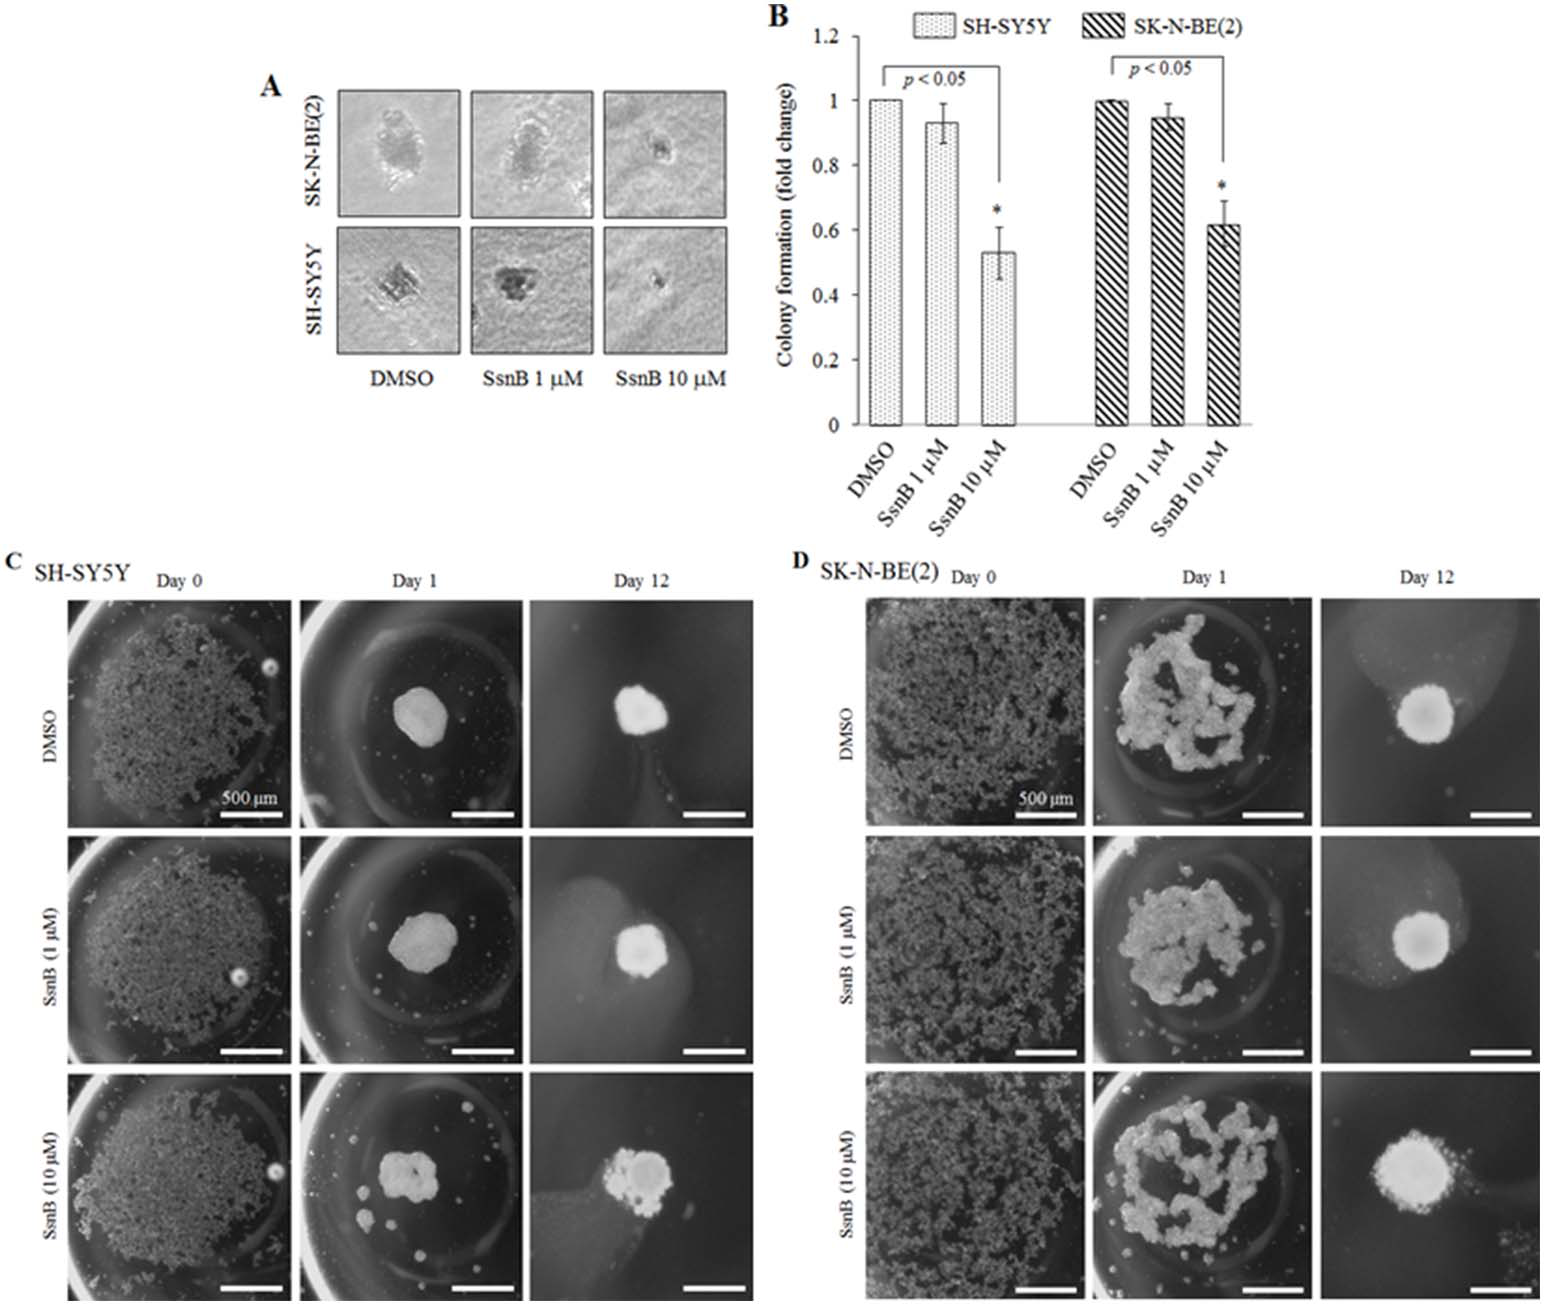 A
SK-N-BE(2)
SH-SY5Y
DMSO SsnB 1 µM SsnB 10 µM
B
SH-SY5Y SK-N-BE(2)
Colony formation (fold change)
1.2
1
0.8
0.6
0.4
0.2
0
p < 0.05
p < 0.05
*
*
DMSO
SsnB 1 µM
SsnB 10 µM
DMSO
SsnB 1 µM
SsnB 10 µM
C SH-SY5Y
Day 0 Day 1 Day 12
DMSO
500 µm
SsnB (1 µM)
SsnB (10 µM)
D SK-N-BE(2)
Day 0 Day 1 Day 12
DMSO
500 µm
SsnB (1 µM)
SsnB (10 µM)